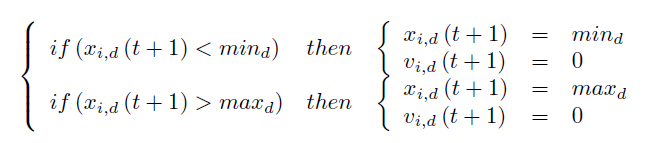 x_{i,d} (t + 1) = min_d
if (x_{i,d} (t + 1) < min_d) then
v_{i,d} (t + 1) = 0
x_{i,d} (t + 1) = max_d
if (x_{i,d} (t + 1) > max_d) then
v_{i,d} (t + 1) = 0